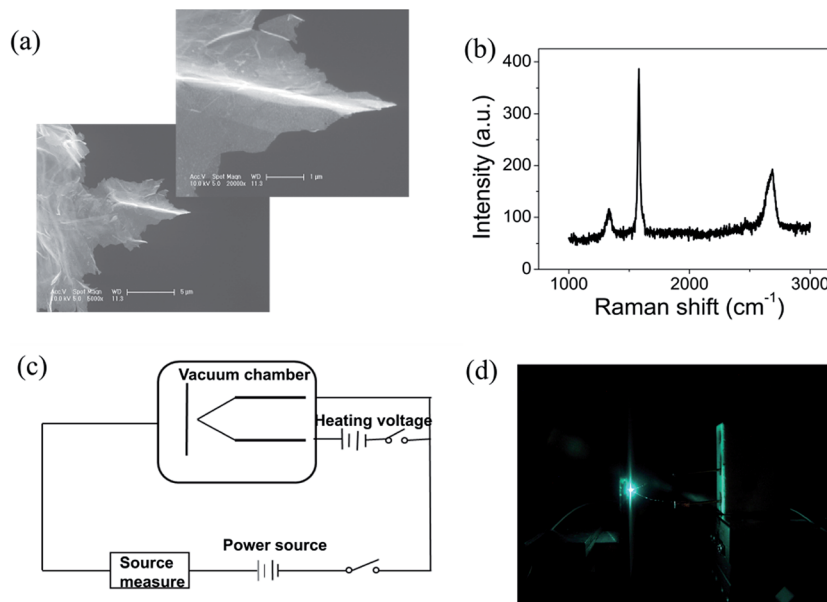 (a)
Acc.V Spot Magn WD 1 μm
10.0 kV 5.0 20000x 11.3
Acc.V Spot Magn WD 5 μm
10.0 kV 5.0 5000x 11.3
(b)
Intensity (a.u.)
400
300
200
100
0
1000 2000 3000
Raman shift (cm⁻¹)
(c)
Vacuum chamber
Heating voltage
Power source
Source
measure
(d)